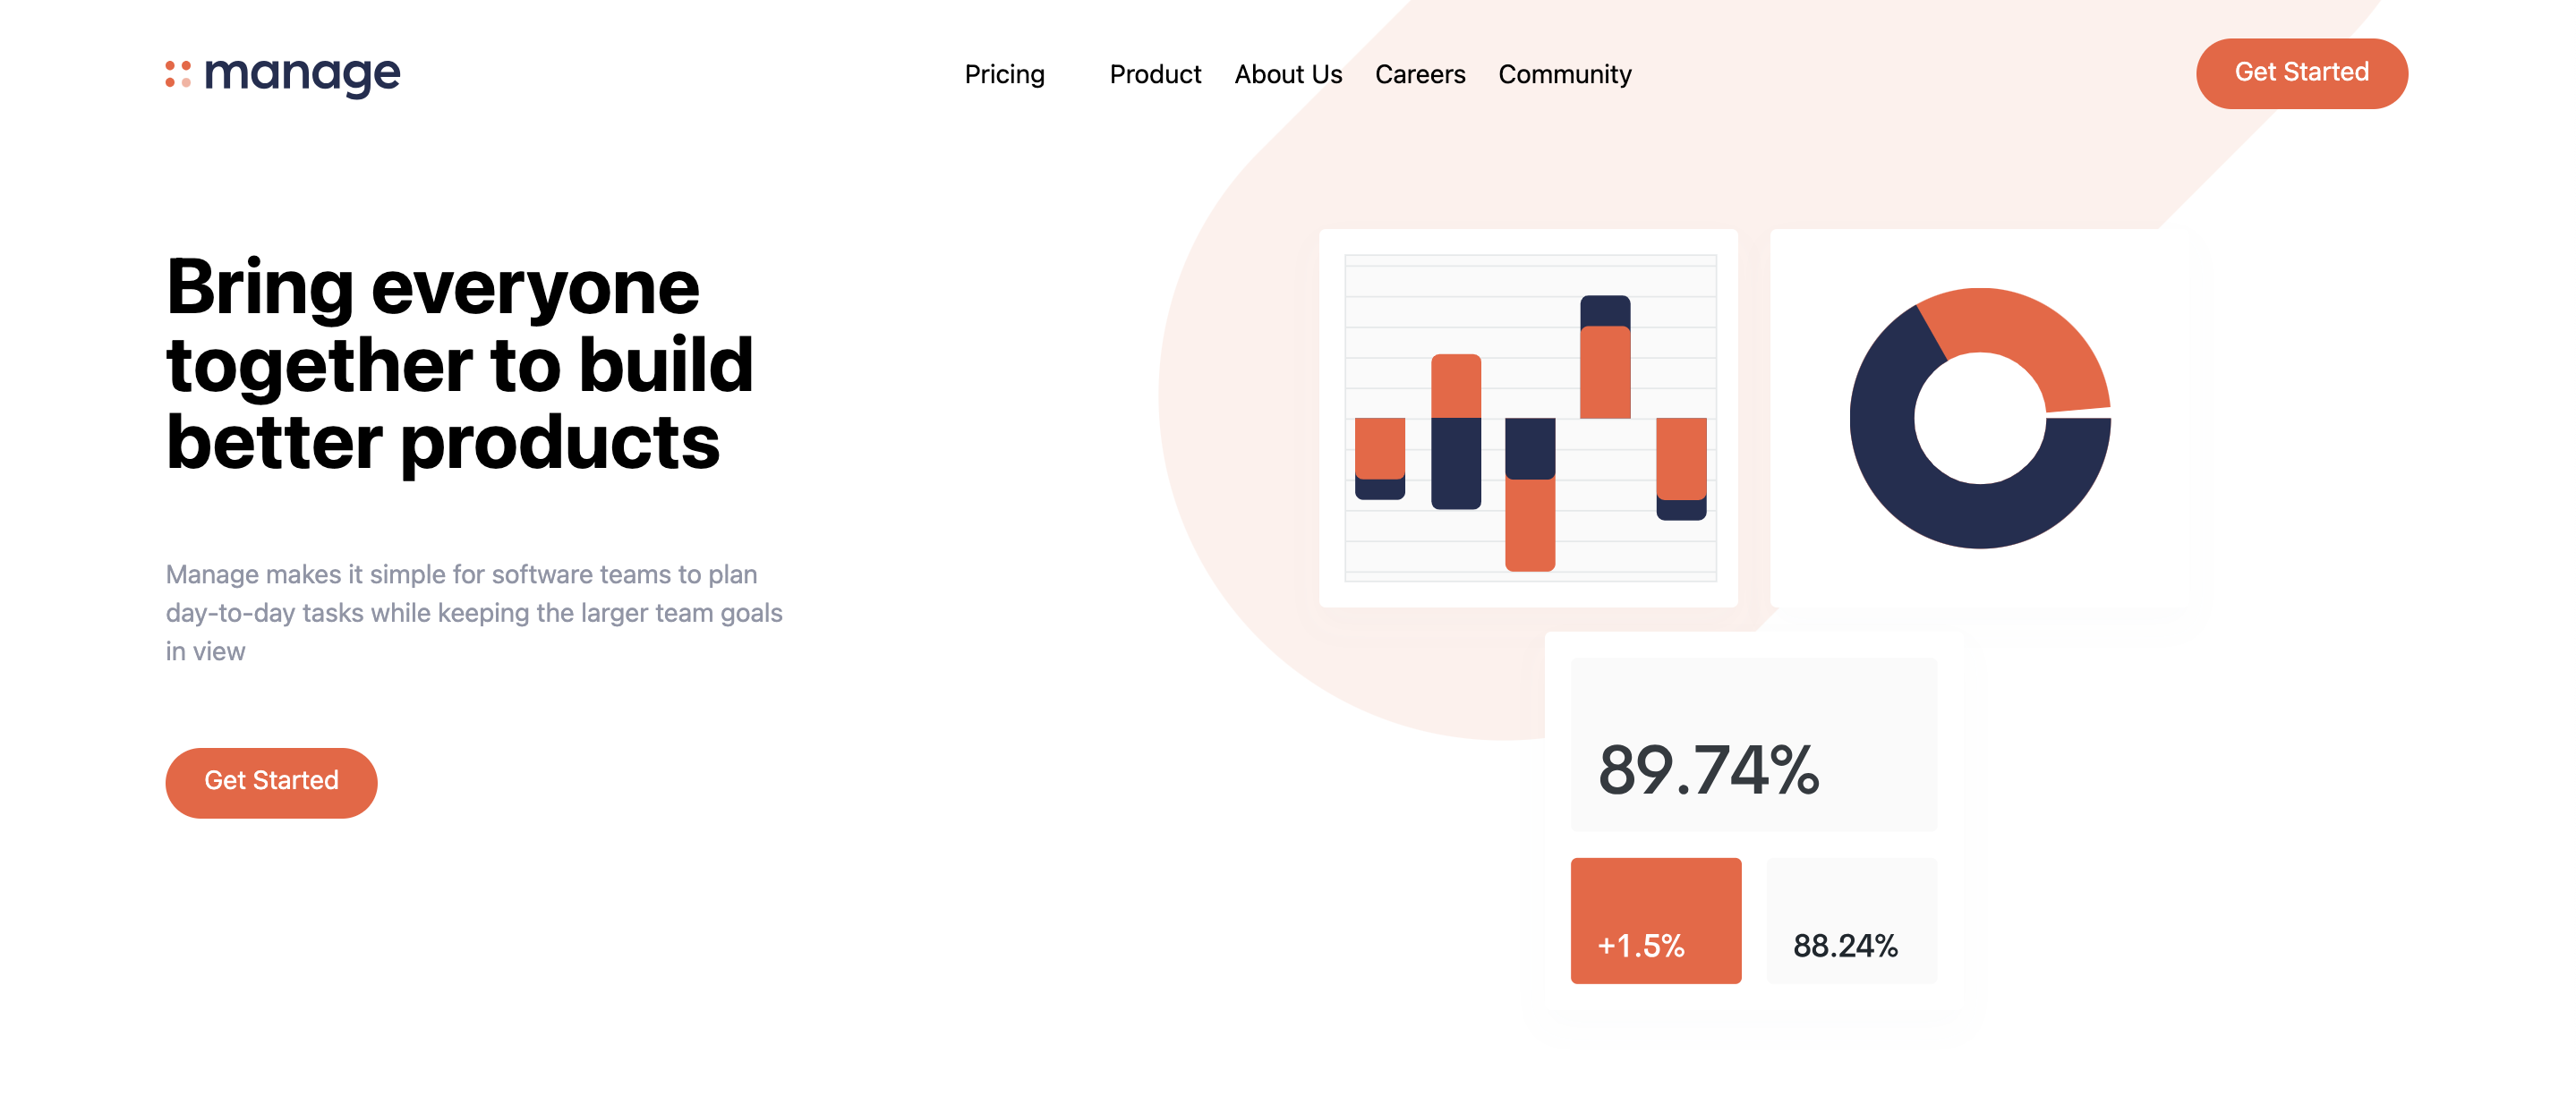 manage
Pricing Product About Us Careers Community
Get Started
Bring everyone
together to build
better products
Manage makes it simple for software teams to plan
day-to-day tasks while keeping the larger team goals
in view
Get Started
89.74%
+1.5% 88.24%